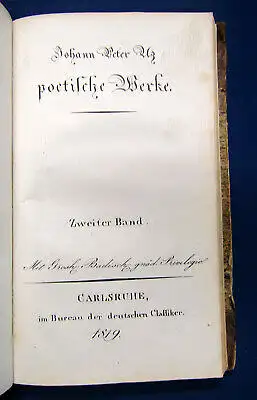 Johann Peter Uz
poetische Werke.
Zweiter Band.
Mit Grosh. Badisch. gnäd. Privilegio
CARLSRUHE,
im Bureau der deutschen Classiker.
1819.